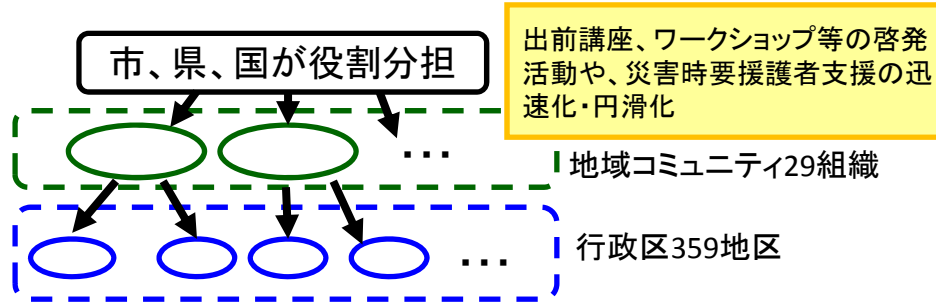 市、県、国が役割分担
出前講座、ワークショップ等の啓発
活動や、災害時要援護者支援の迅
速化・円滑化
…
地域コミュニティ29組織
行政区359地区
…